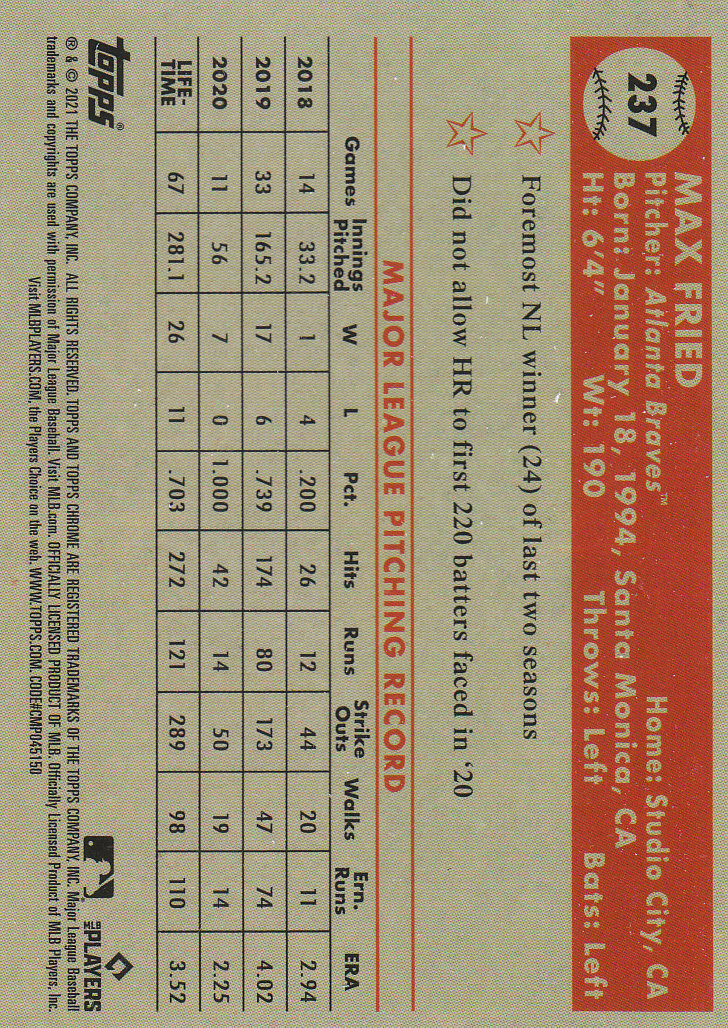 237
MAX FRIED
Pitcher: Atlanta Braves™ Home: Studio City, CA
Born: January 18, 1994, Santa Monica, CA
Ht: 6'4" Wt: 190 Throws: Left Bats: Left
Foremost NL winner (24) of last two seasons
Did not allow HR to first 220 batters faced in '20
MAJOR LEAGUE PITCHING RECORD
Games Innings Pitched W L Pct. Hits Runs Strike Outs Walks Ern. Runs ERA
2018 14 33.2 1 4 .200 26 12 44 20 11 2.94
2019 33 165.2 17 6 .739 174 80 173 47 74 4.02
2020 11 56 7 0 1.000 42 14 50 19 14 2.25
LIFE-TIME 67 281.1 26 11 .703 272 121 289 98 110 3.52
topps®
MLB PLAYERS
® & © 2021 THE TOPPS COMPANY, INC. ALL RIGHTS RESERVED. TOPPS AND TOPPS CHROME ARE REGISTERED TRADEMARKS OF THE TOPPS COMPANY, INC. Major League Baseball
trademarks and copyrights are used with permission of Major League Baseball. Visit MLB.com. OFFICIALLY LICENSED PRODUCT OF MLB. Officially Licensed Product of MLB Players, Inc.
Visit MLBPLAYERS.COM, the Players Choice on the web. WWW.TOPPS.COM. CODE#CMP045150